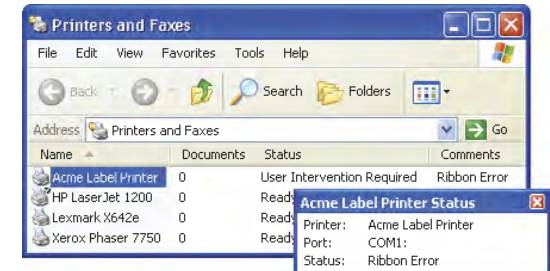 Printers and Faxes
File Edit View Favorites Tools Help
Back Search Folders
Address Printers and Faxes Go
Name Documents Status Comments
Acme Label Printer 0 User Intervention Required Ribbon Error
HP LaserJet 1200 0 Ready
Lexmark X642e 0 Ready
Xerox Phaser 7750 0 Ready
Acme Label Printer Status
Printer: Acme Label Printer
Port: COM1:
Status: Ribbon Error